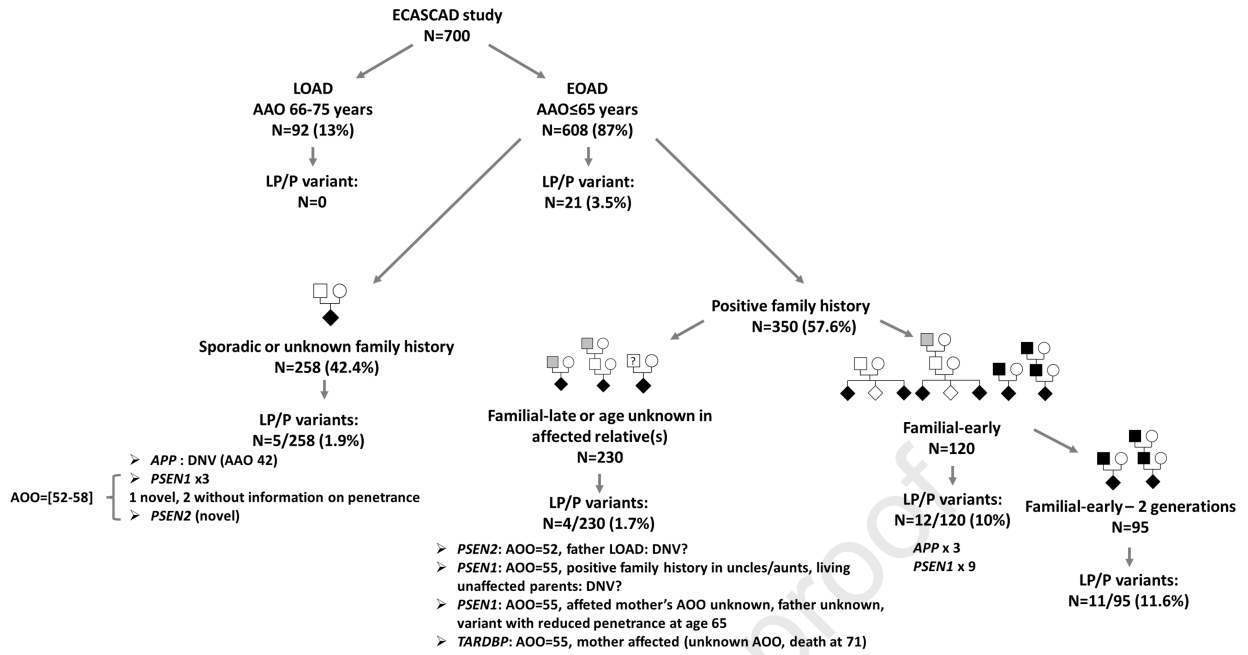 ECASCAD study
N=700
LOAD
AAO 66-75 years
N=92 (13%)
EOAD
AAO≤65 years
N=608 (87%)
LP/P variant:
N=0
LP/P variant:
N=21 (3.5%)
Positive family history
N=350 (57.6%)
Sporadic or unknown family history
N=258 (42.4%)
LP/P variants:
N=5/258 (1.9%)
➢ APP : DNV (AAO 42)
➢ PSEN1 x3
1 novel, 2 without information on penetrance
➢ PSEN2 (novel)
AOO=[52-58]
?
Familial-late or age unknown in
affected relative(s)
N=230
LP/P variants:
N=4/230 (1.7%)
➢ PSEN2: AOO=52, father LOAD: DNV?
➢ PSEN1: AOO=55, positive family history in uncles/aunts, living
unaffected parents: DNV?
➢ PSEN1: AOO=55, affeted mother's AOO unknown, father unknown,
variant with reduced penetrance at age 65
➢ TARDBP: AOO=55, mother affected (unknown AOO, death at 71)
Familial-early
N=120
LP/P variants:
N=12/120 (10%)
APP x 3
PSEN1 x 9
Familial-early – 2 generations
N=95
LP/P variants:
N=11/95 (11.6%)
proof